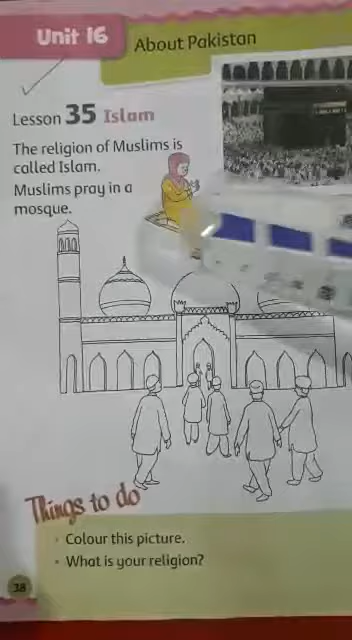 Unit 16
About Pakistan
Lesson 35 Islam
The religion of Muslims is
called Islam.
Muslims pray in a
mosque.
Things to do
• Colour this picture.
• What is your religion?
38